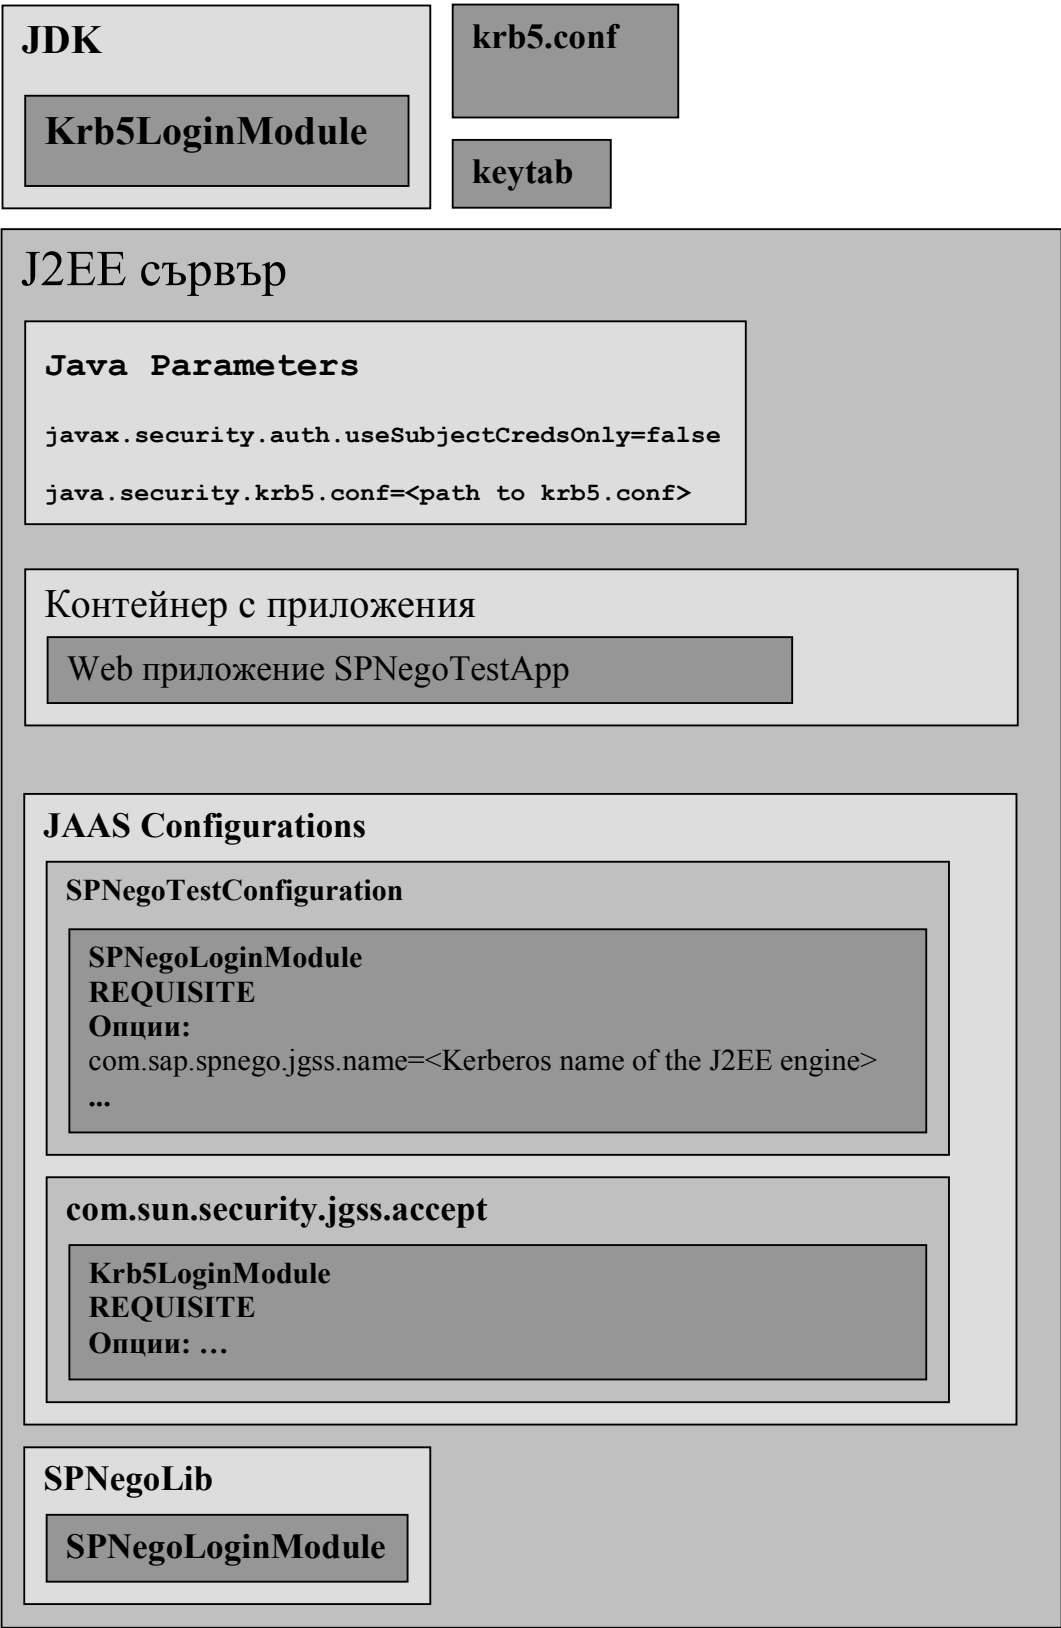 JDK
Krb5LoginModule
krb5.conf
keytab
J2EE сървър
Java Parameters
javax.security.auth.useSubjectCredsOnly=false
java.security.krb5.conf=<path to krb5.conf>
Контейнер с приложения
Web приложение SPNegoTestApp
JAAS Configurations
SPNegoTestConfiguration
SPNegoLoginModule
REQUISITE
Опции:
com.sap.spnego.jgss.name=<Kerberos name of the J2EE engine>
...
com.sun.security.jgss.accept
Krb5LoginModule
REQUISITE
Опции: …
SPNegoLib
SPNegoLoginModule